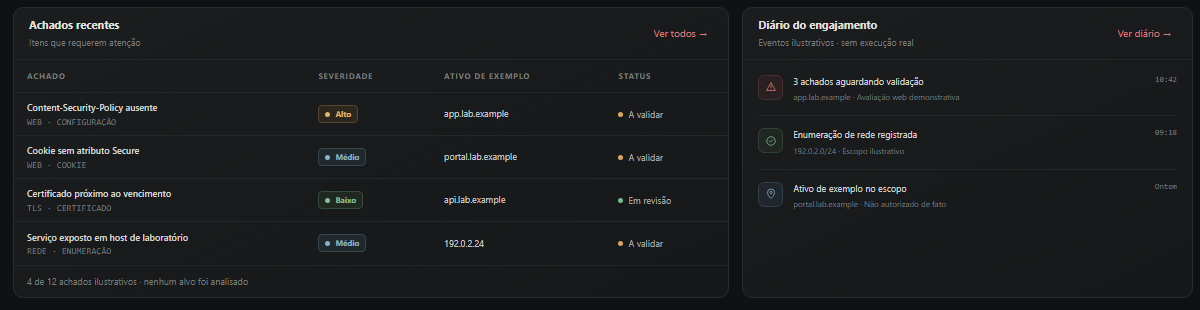 Achados recentes
Itens que requerem atenção
Ver todos →
ACHADO SEVERIDADE ATIVO DE EXEMPLO STATUS
Content-Security-Policy ausente
WEB · CONFIGURAÇÃO
Alto
app.lab.example
A validar
Cookie sem atributo Secure
WEB · COOKIE
Médio
portal.lab.example
A validar
Certificado próximo ao vencimento
TLS · CERTIFICADO
Baixo
api.lab.example
Em revisão
Serviço exposto em host de laboratório
REDE · ENUMERAÇÃO
Médio
192.0.2.24
A validar
4 de 12 achados ilustrativos · nenhum alvo foi analisado
Diário do engajamento
Eventos ilustrativos · sem execução real
Ver diário →
3 achados aguardando validação
app.lab.example · Avaliação web demonstrativa
10:42
Enumeração de rede registrada
192.0.2.0/24 · Escopo ilustrativo
09:18
Ativo de exemplo no escopo
portal.lab.example · Não autorizado de fato
Ontem